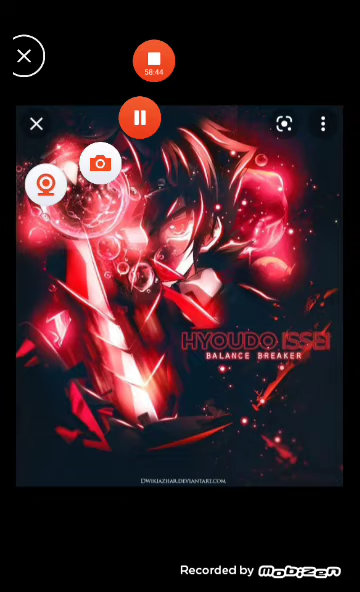 58:44
HYOUDO ISSEI
BALANCE BREAKER
DWIKIAZHAR.DEVIANTART.COM
Recorded by mobizen